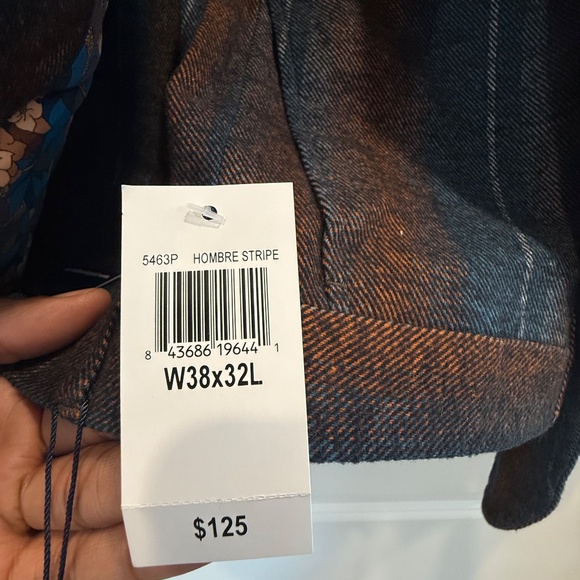 5463P HOMBRE STRIPE
8 43686 19644 1
W38x32L
$125